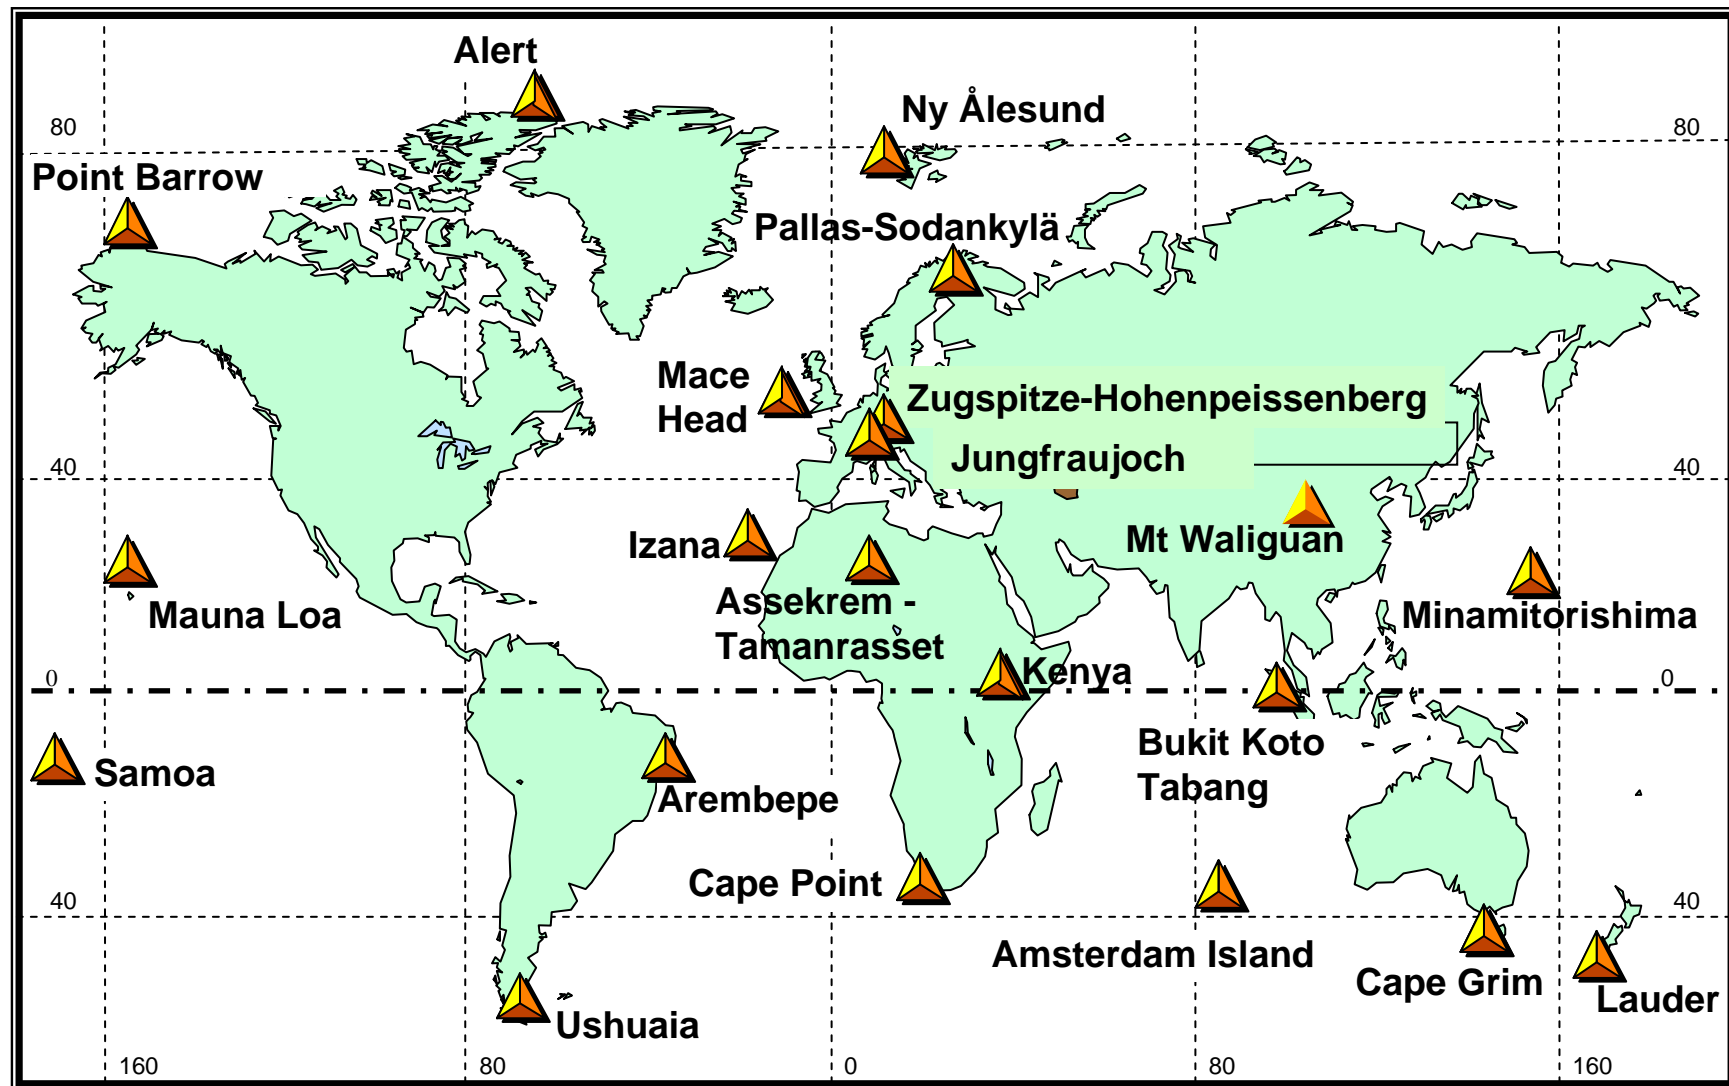 Alert
Ny Ålesund
80
80
Point Barrow
Pallas-Sodankylä
Mace
Head
Zugspitze-Hohenpeissenberg
Jungfraujoch
40
40
Izana
Mt Waliguan
Mauna Loa
Assekrem -
Tamanrasset
Minamitorishima
Kenya
0
0
Samoa
Arembepe
Bukit Koto
Tabang
Cape Point
40
40
Amsterdam Island
Cape Grim
Lauder
Ushuaia
160
80
0
80
160